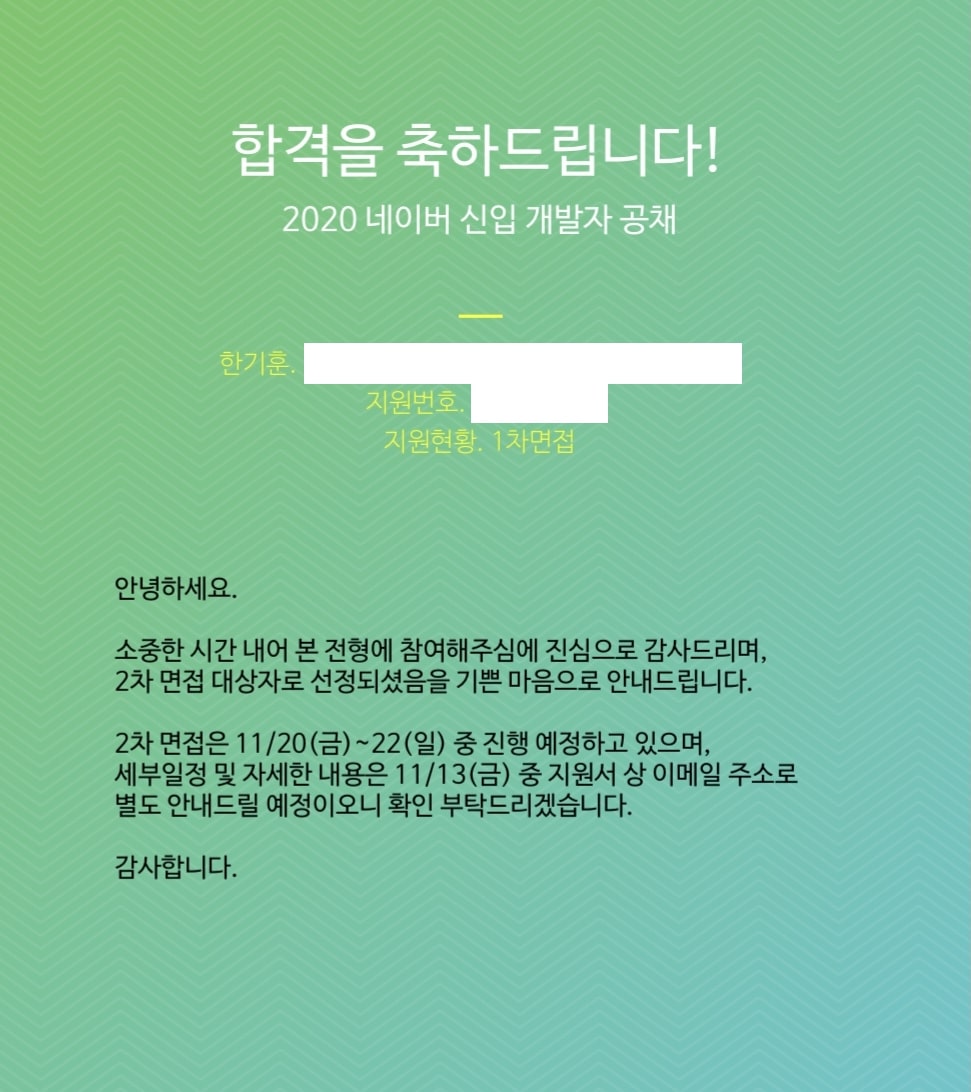 합격을 축하드립니다!
2020 네이버 신입 개발자 공채
한기훈.
지원번호.
지원현황. 1차면접
안녕하세요.
소중한 시간 내어 본 전형에 참여해주심에 진심으로 감사드리며,
2차 면접 대상자로 선정되셨음을 기쁜 마음으로 안내드립니다.
2차 면접은 11/20(금)~22(일) 중 진행 예정하고 있으며,
세부일정 및 자세한 내용은 11/13(금) 중 지원서 상 이메일 주소로
별도 안내드릴 예정이오니 확인 부탁드리겠습니다.
감사합니다.